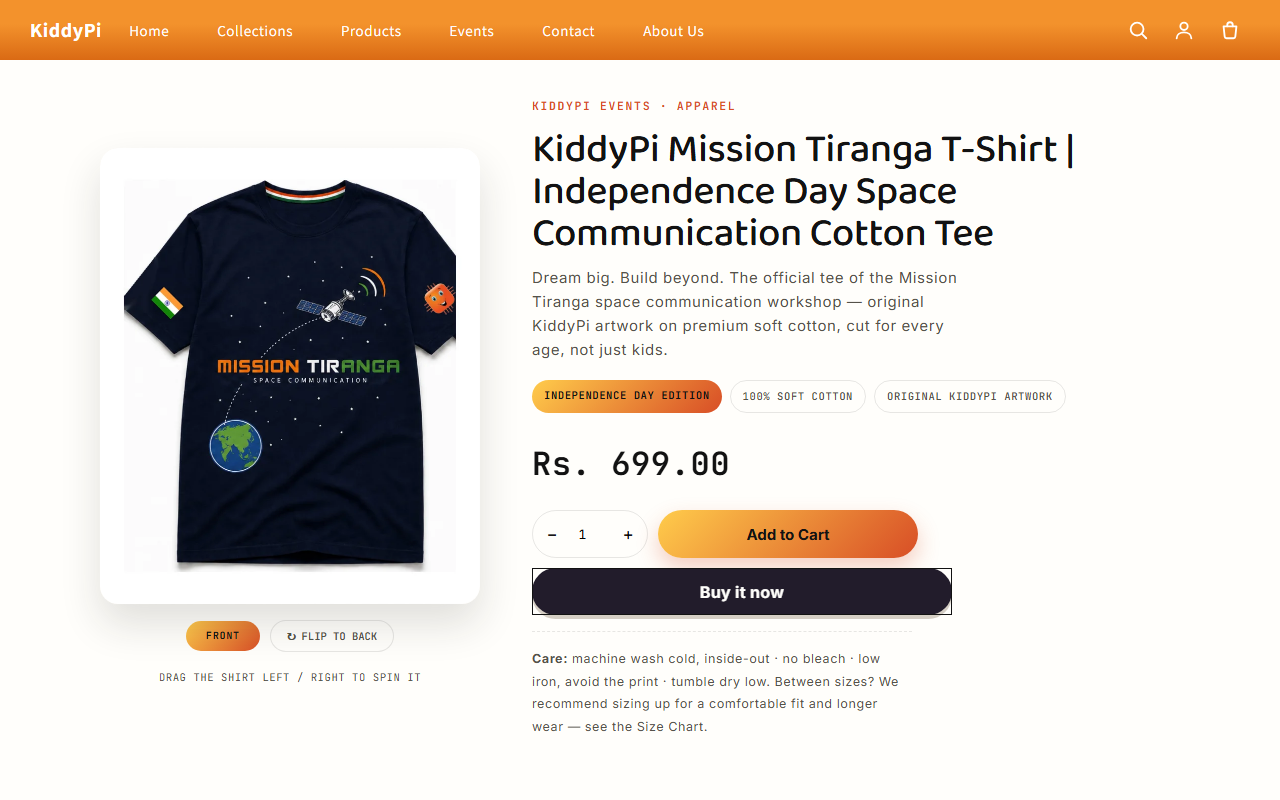 KiddyPi
Home
Collections
Products
Events
Contact
About Us
KIDDYPI EVENTS · APPAREL
KiddyPi Mission Tiranga T-Shirt |
Independence Day Space
Communication Cotton Tee
Dream big. Build beyond. The official tee of the Mission
Tiranga space communication workshop — original
KiddyPi artwork on premium soft cotton, cut for every
age, not just kids.
INDEPENDENCE DAY EDITION
100% SOFT COTTON
ORIGINAL KIDDYPI ARTWORK
Rs. 699.00
− 1 +
Add to Cart
Buy it now
Care: machine wash cold, inside-out · no bleach · low
iron, avoid the print · tumble dry low. Between sizes? We
recommend sizing up for a comfortable fit and longer
wear — see the Size Chart.
MISSION TIRANGA
SPACE COMMUNICATION
FRONT
↻ FLIP TO BACK
DRAG THE SHIRT LEFT / RIGHT TO SPIN IT